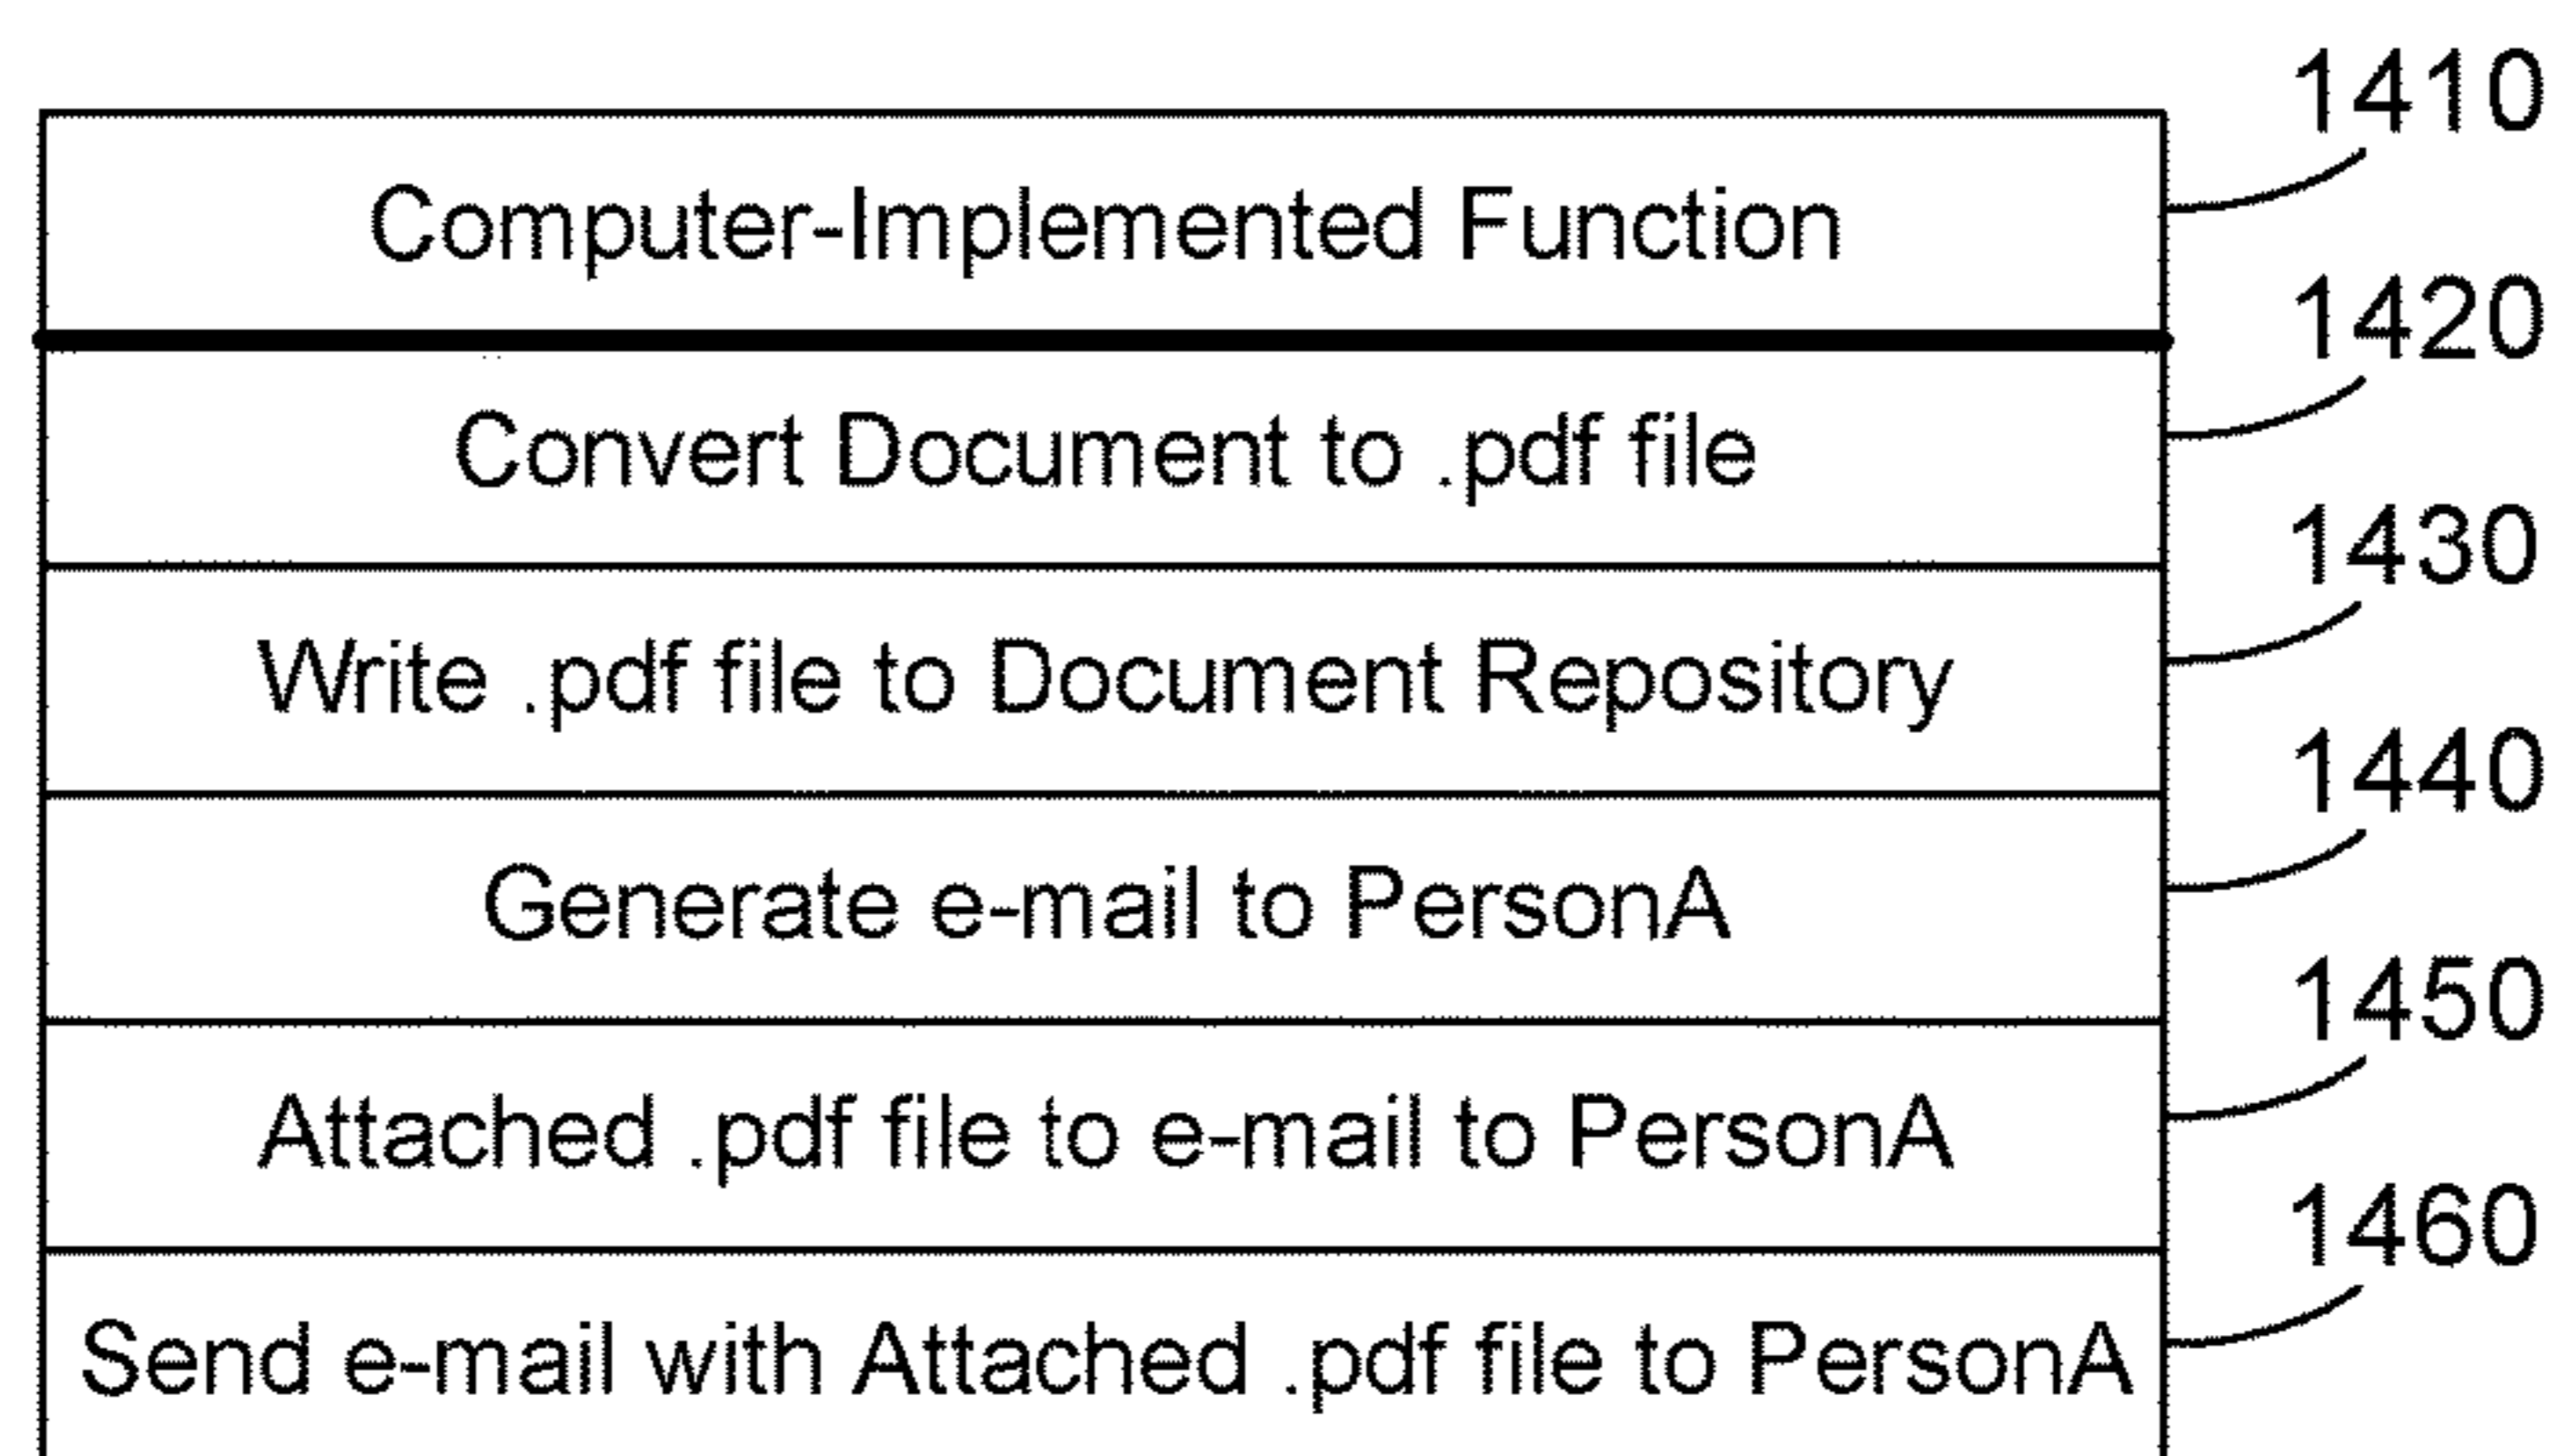 1410
Computer-Implemented Function
1420
Convert Document to .pdf file
1430
Write .pdf file to Document Repository
1440
Generate e-mail to PersonA
1450
Attached .pdf file to e-mail to PersonA
1460
Send e-mail with Attached .pdf file to PersonA